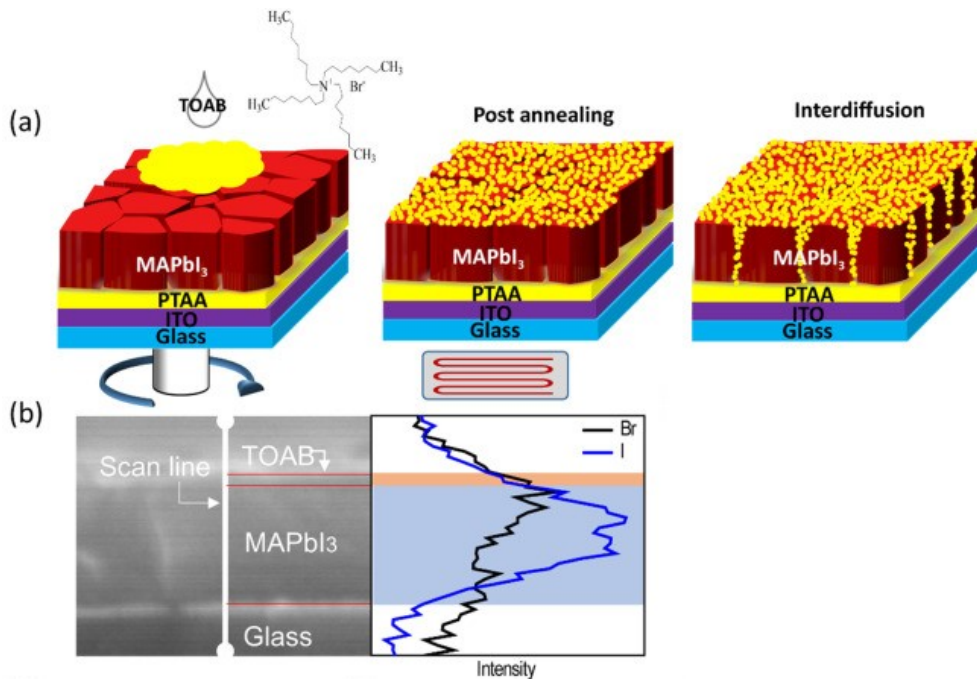 (a)
TOAB
H₃C
CH₃
N⁺
Br⁻
H₃C
CH₃
Post annealing
Interdiffusion
MAPbI₃
PTAA
ITO
Glass
MAPbI₃
PTAA
ITO
Glass
MAPbI₃
PTAA
ITO
Glass
(b)
Scan line
TOAB
MAPbI₃
Glass
Br
I
Intensity